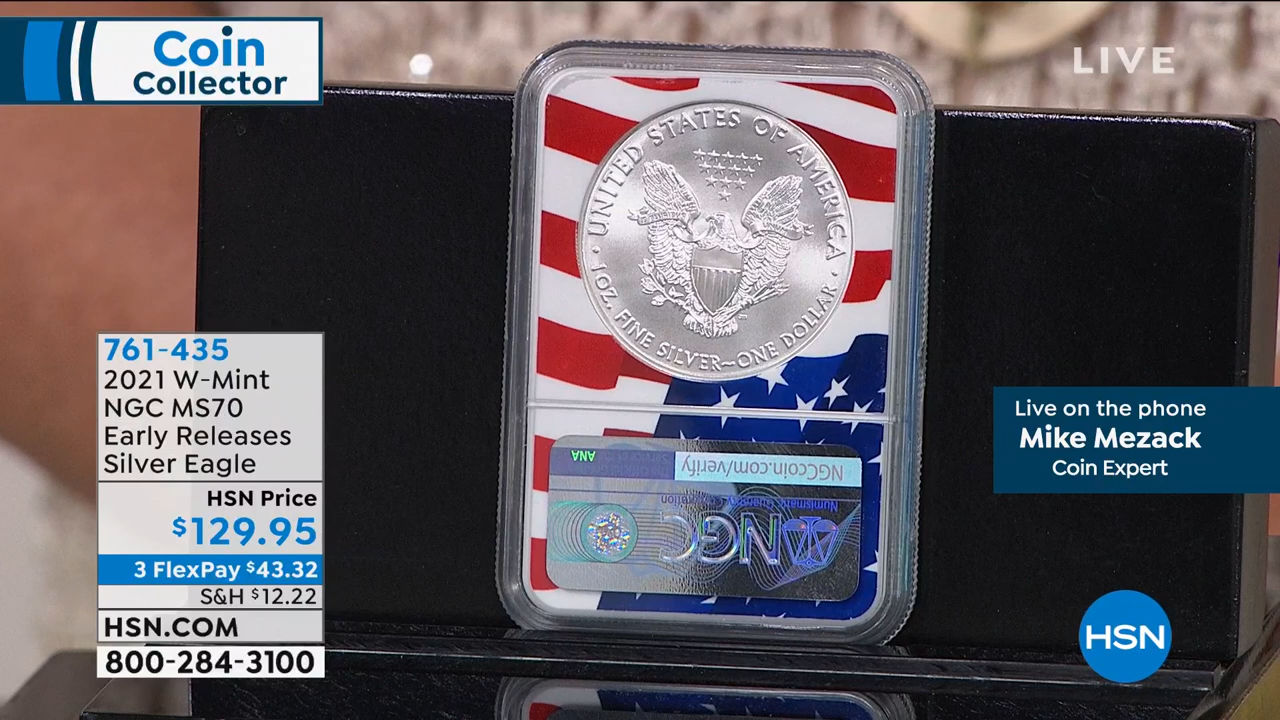 Coin
Collector
LIVE
UNITED STATES OF AMERICA
1 OZ. FINE SILVER~ONE DOLLAR
761-435
2021 W-Mint
NGC MS70
Early Releases
Silver Eagle
HSN Price
$129.95
3 FlexPay $43.32
S&H $12.22
HSN.COM
800-284-3100
Live on the phone
Mike Mezack
Coin Expert
ANA
NGCcoin.com/verify
NGC
HSN